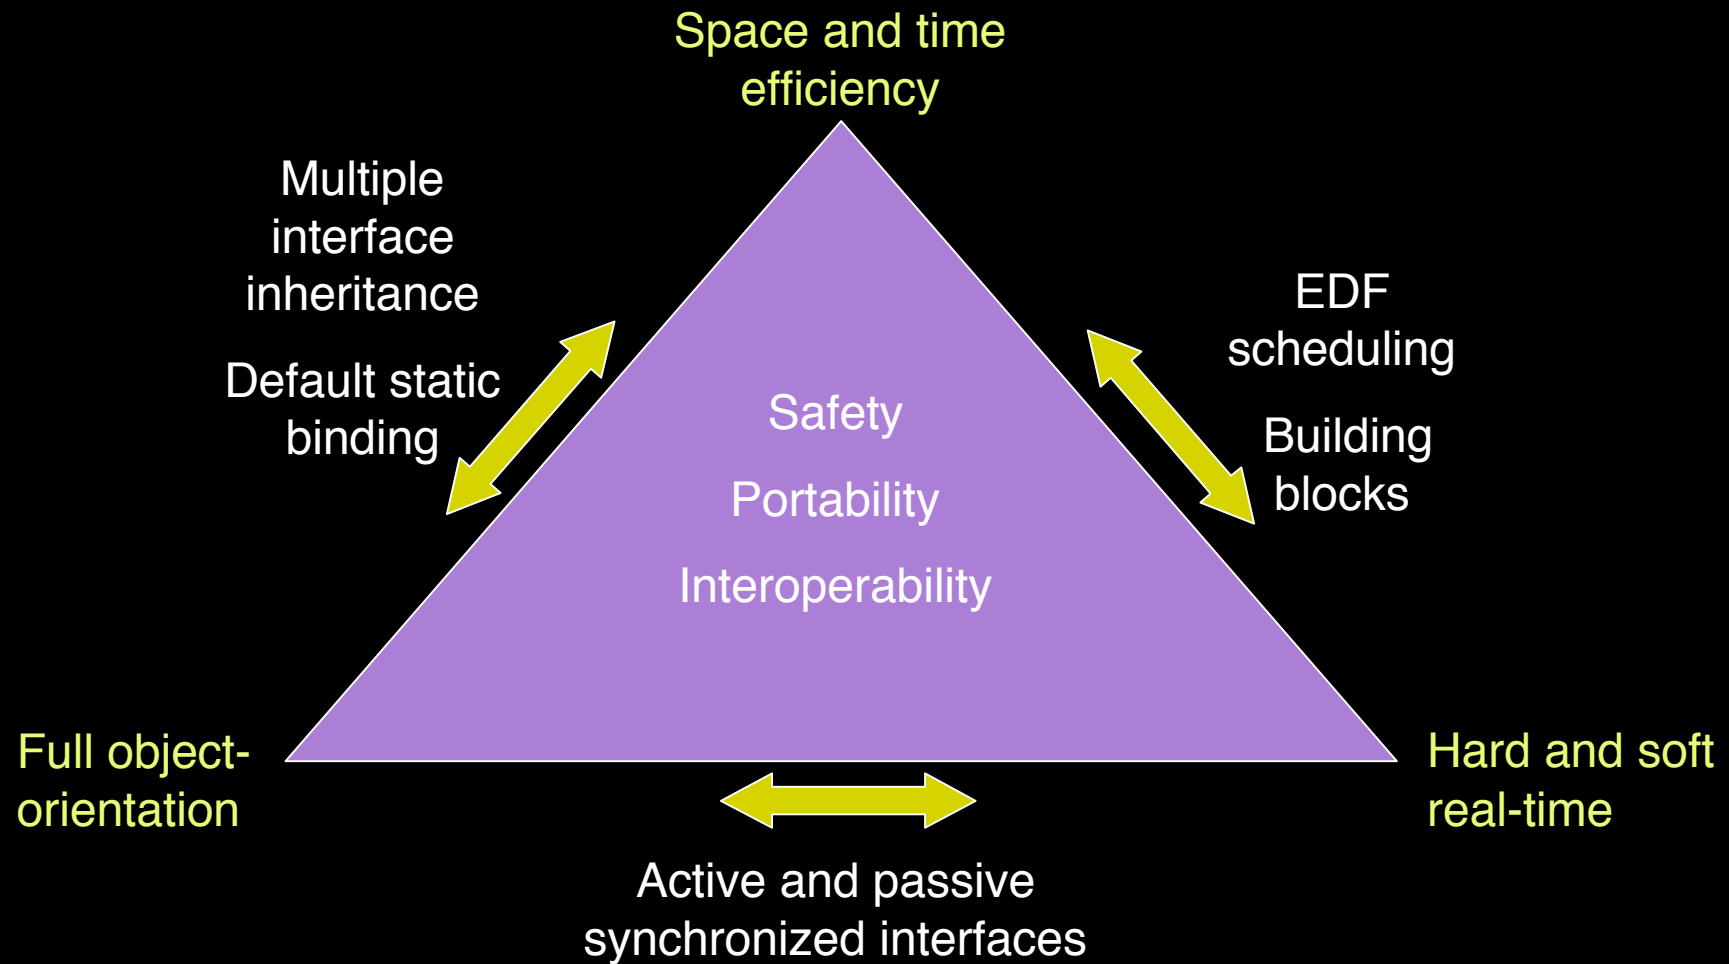 Space and time
efficiency
Multiple
interface
inheritance
Default static
binding
EDF
scheduling
Building
blocks
Safety
Portability
Interoperability
Full object-
orientation
Hard and soft
real-time
Active and passive
synchronized interfaces